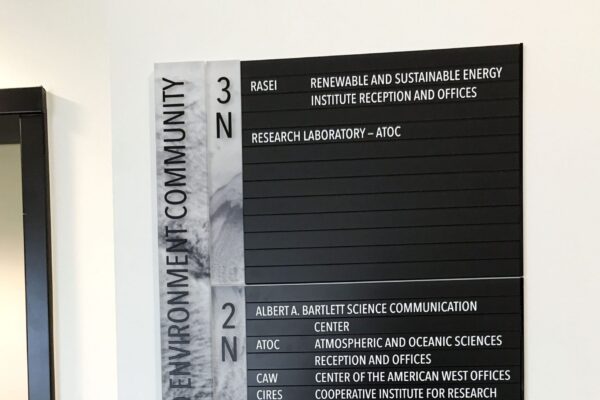 ENVIRONMENT COMMUNITY
3
N
RASEI RENEWABLE AND SUSTAINABLE ENERGY
INSTITUTE RECEPTION AND OFFICES
RESEARCH LABORATORY – ATOC
2
N
ALBERT A. BARTLETT SCIENCE COMMUNICATION
CENTER
ATOC ATMOSPHERIC AND OCEANIC SCIENCES
RECEPTION AND OFFICES
CAW CENTER OF THE AMERICAN WEST OFFICES
CIRES COOPERATIVE INSTITUTE FOR RESEARCH